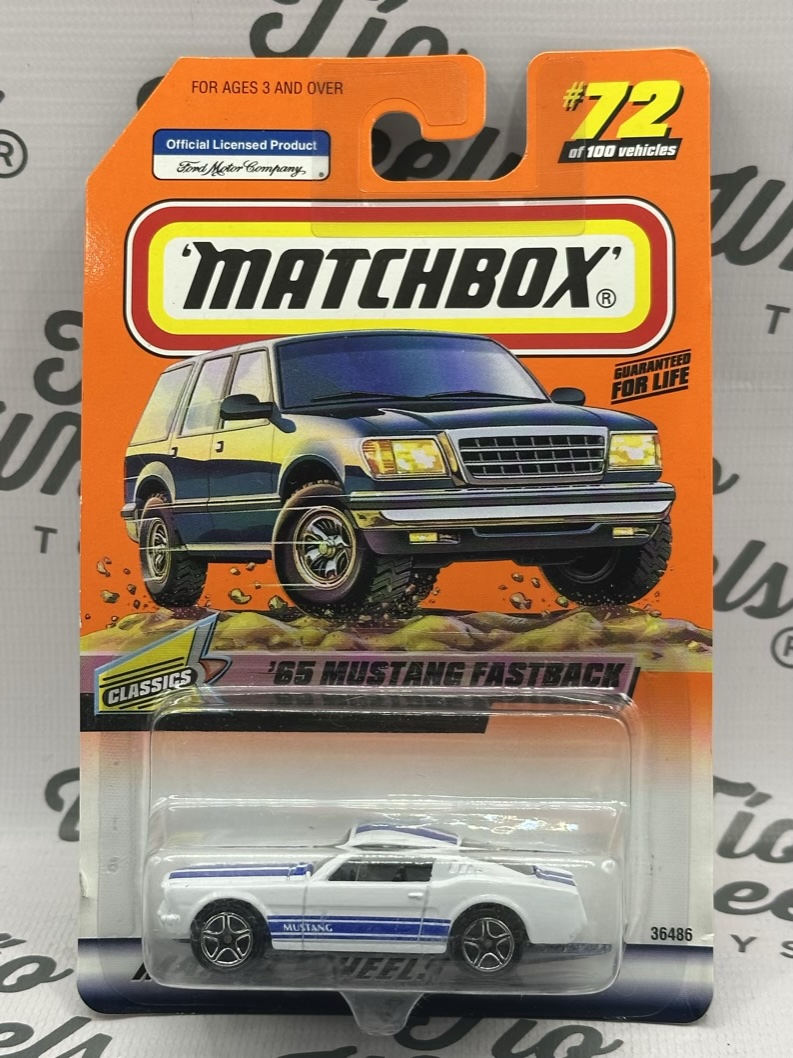 FOR AGES 3 AND OVER
#72
of 100 vehicles
Official Licensed Product
Ford Motor Company
'MATCHBOX'®
GUARANTEED
FOR LIFE
CLASSICS
'65 MUSTANG FASTBACK
MUSTANG
36486